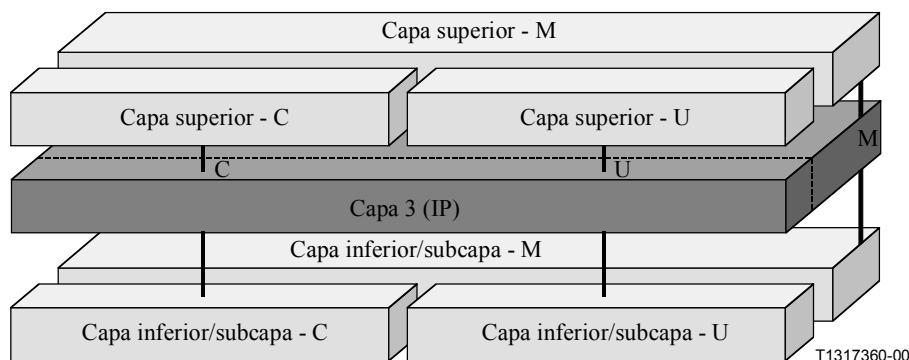 Capa superior - M
Capa superior - C
Capa superior - U
M
C
U
Capa 3 (IP)
Capa inferior/subcapa - M
Capa inferior/subcapa - C
Capa inferior/subcapa - U
T1317360-00